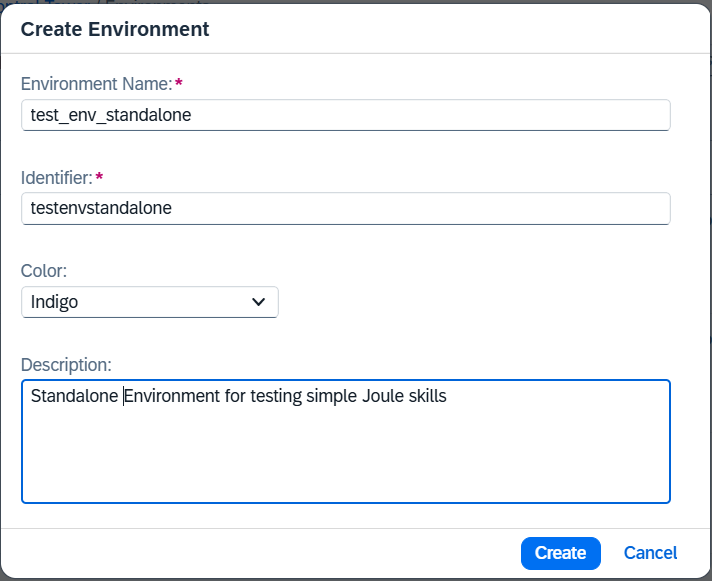 Create Environment
Environment Name:*
test_env_standalone
Identifier:*
testenvstandalone
Color:
Indigo
Description:
Standalone Environment for testing simple Joule skills
Create Cancel